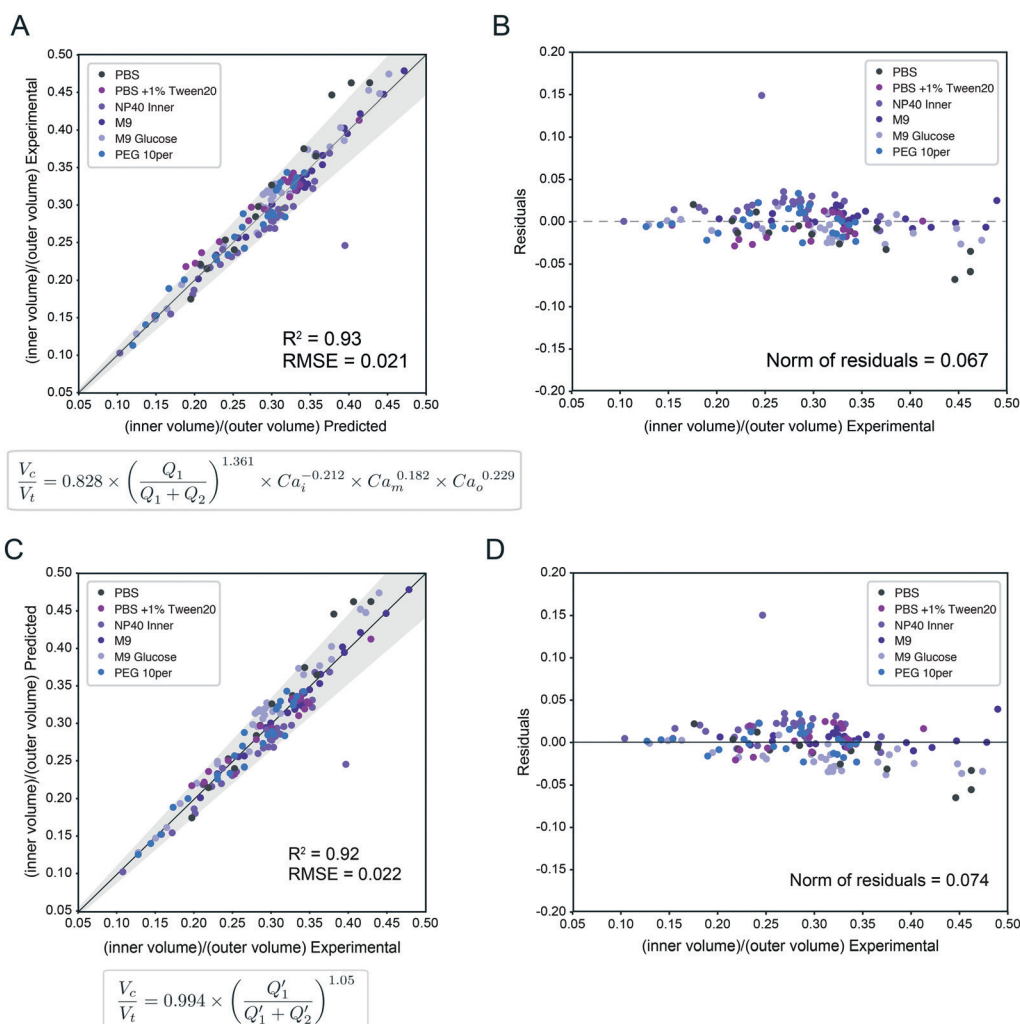 A
(inner volume)/(outer volume) Experimental
0.50
0.45
0.40
0.35
0.30
0.25
0.20
0.15
0.10
0.05
PBS
PBS +1% Tween20
NP40 Inner
M9
M9 Glucose
PEG 10per
R² = 0.93
RMSE = 0.021
0.05 0.10 0.15 0.20 0.25 0.30 0.35 0.40 0.45 0.50
(inner volume)/(outer volume) Predicted
B
Residuals
0.20
0.15
0.10
0.05
0.00
-0.05
-0.10
-0.15
-0.20
PBS
PBS +1% Tween20
NP40 Inner
M9
M9 Glucose
PEG 10per
Norm of residuals = 0.067
0.05 0.10 0.15 0.20 0.25 0.30 0.35 0.40 0.45 0.50
(inner volume)/(outer volume) Experimental
V_c/V_t = 0.828 × (Q_1/(Q_1 + Q_2))^1.361 × Ca_i^−0.212 × Ca_m^0.182 × Ca_o^0.229
C
(inner volume)/(outer volume) Predicted
0.50
0.45
0.40
0.35
0.30
0.25
0.20
0.15
0.10
0.05
PBS
PBS +1% Tween20
NP40 Inner
M9
M9 Glucose
PEG 10per
R² = 0.92
RMSE = 0.022
0.05 0.10 0.15 0.20 0.25 0.30 0.35 0.40 0.45 0.50
(inner volume)/(outer volume) Experimental
D
Residuals
0.20
0.15
0.10
0.05
0.00
-0.05
-0.10
-0.15
-0.20
PBS
PBS +1% Tween20
NP40 Inner
M9
M9 Glucose
PEG 10per
Norm of residuals = 0.074
0.05 0.10 0.15 0.20 0.25 0.30 0.35 0.40 0.45 0.50
(inner volume)/(outer volume) Experimental
V_c/V_t = 0.994 × (Q′_1/(Q′_1 + Q′_2))^1.05